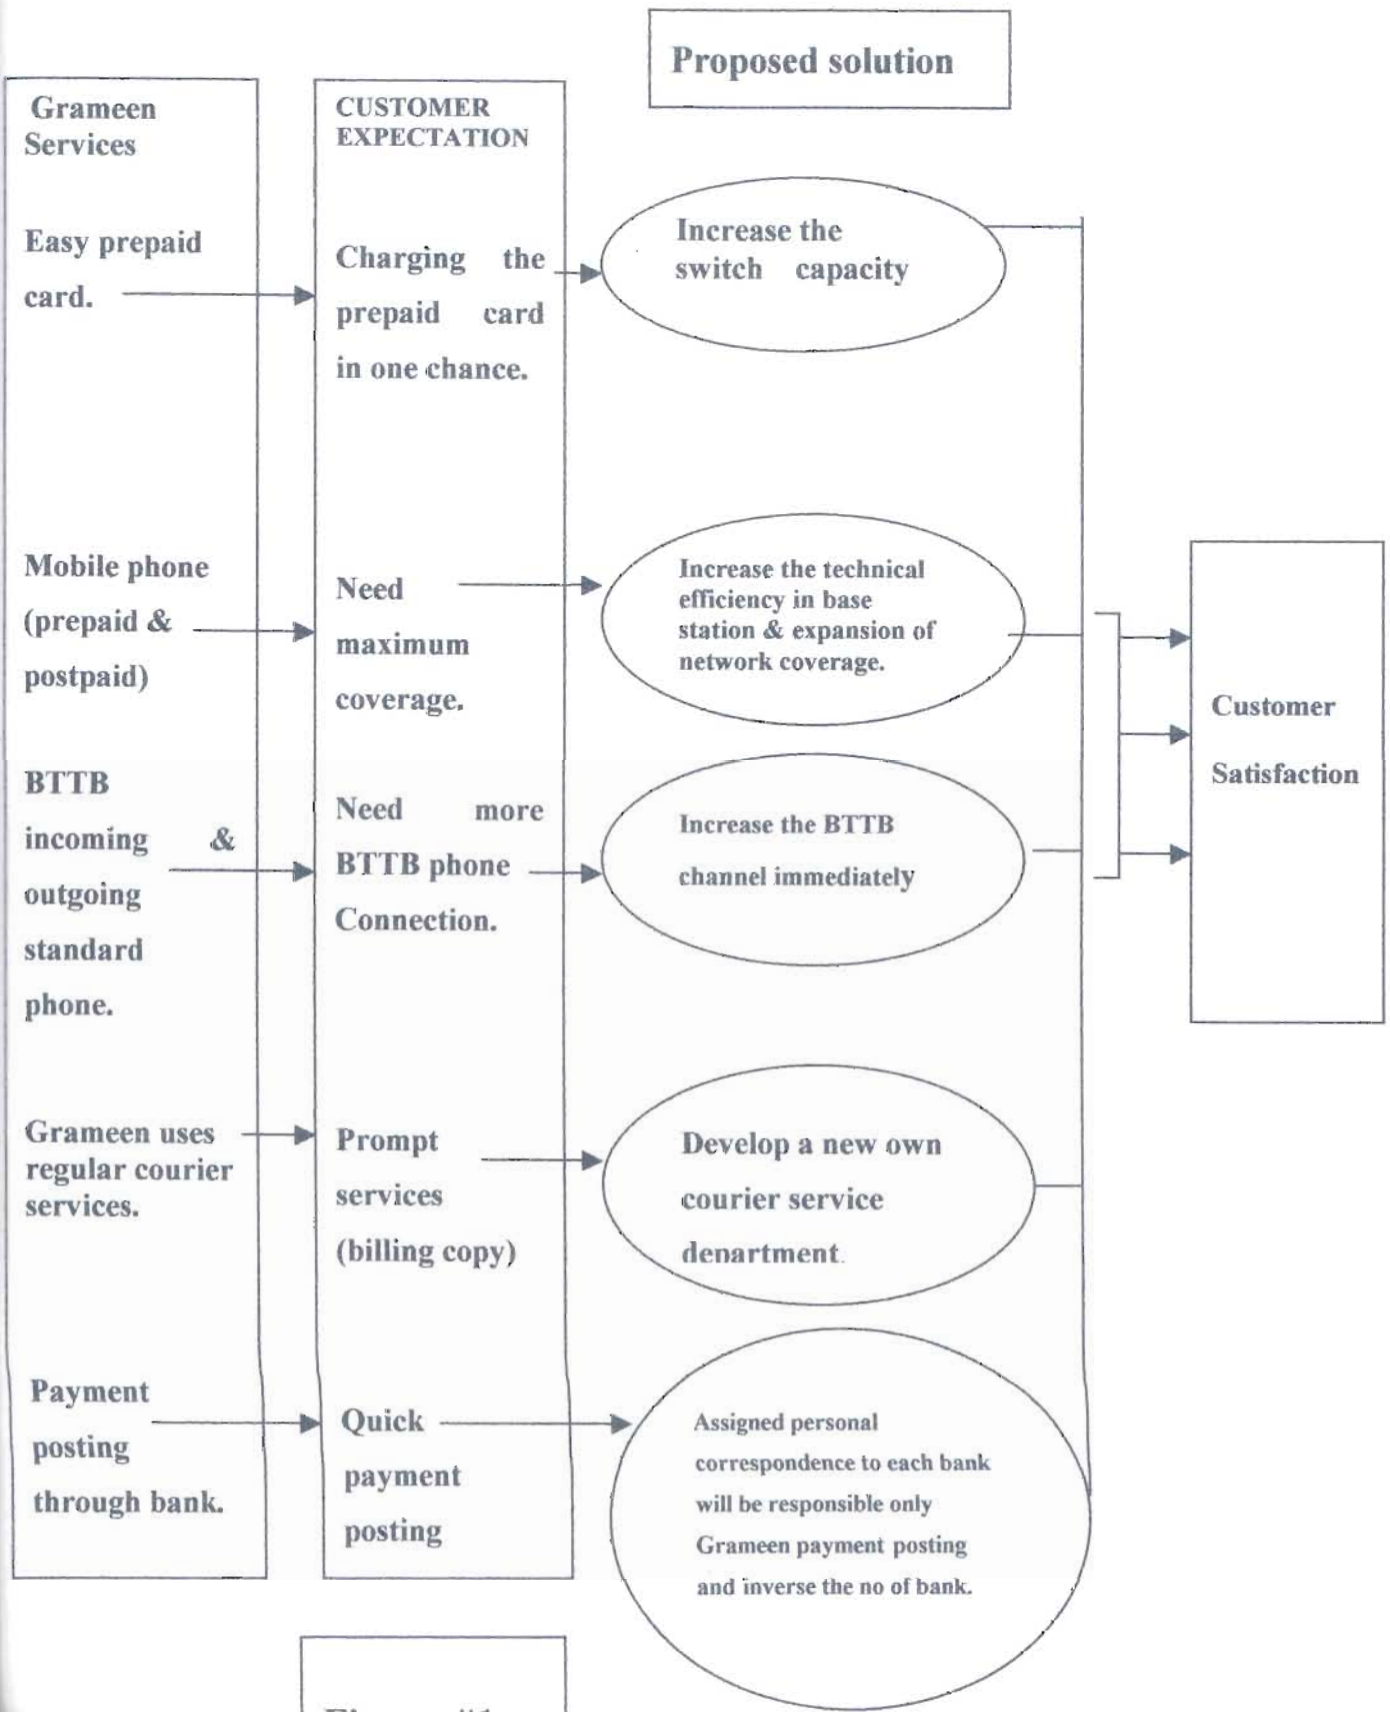 Proposed solution
Grameen
Services
Easy prepaid
card.
Mobile phone
(prepaid &
postpaid)
BTTB
incoming &
outgoing
standard
phone.
Grameen uses
regular courier
services.
Payment
posting
through bank.
CUSTOMER
EXPECTATION
Charging the
prepaid card
in one chance.
Need
maximum
coverage.
Need more
BTTB phone
Connection.
Prompt
services
(billing copy)
Quick
payment
posting
Increase the
switch capacity
Increase the technical
efficiency in base
station & expansion of
network coverage.
Increase the BTTB
channel immediately
Develop a new own
courier service
denartment.
Assigned personal
correspondence to each bank
will be responsible only
Grameen payment posting
and inverse the no of bank.
Customer
Satisfaction